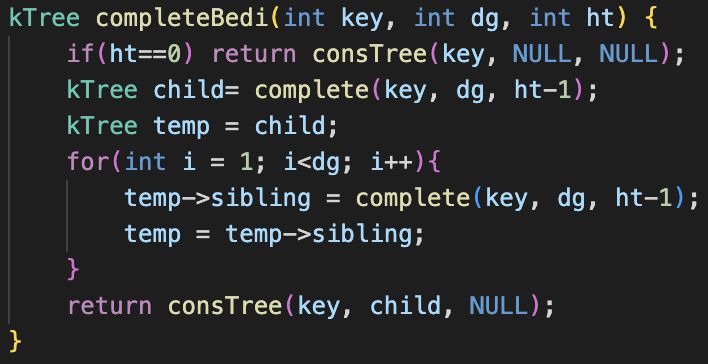 kTree completeBedi(int key, int dg, int ht) {
    if(ht==0) return consTree(key, NULL, NULL);
    kTree child= complete(key, dg, ht-1);
    kTree temp = child;
    for(int i = 1; i<dg; i++){
        temp->sibling = complete(key, dg, ht-1);
        temp = temp->sibling;
    }
    return consTree(key, child, NULL);
}